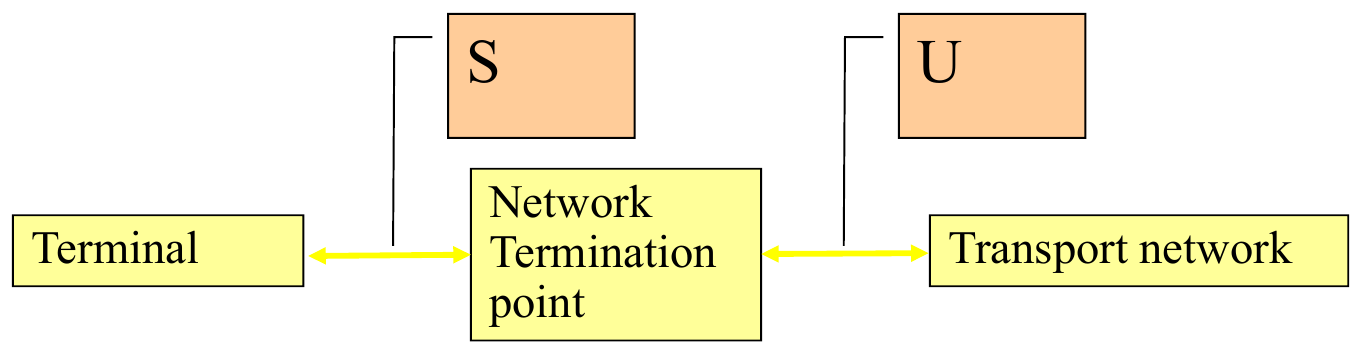 S
U
Terminal
Network
Termination
point
Transport network